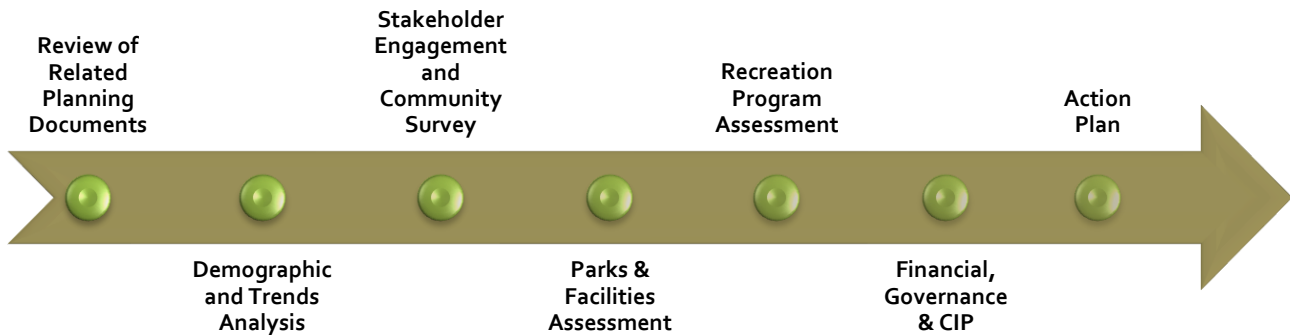 Review of
Related
Planning
Documents
Demographic
and Trends
Analysis
Stakeholder
Engagement
and
Community
Survey
Parks &
Facilities
Assessment
Recreation
Program
Assessment
Financial,
Governance
& CIP
Action
Plan